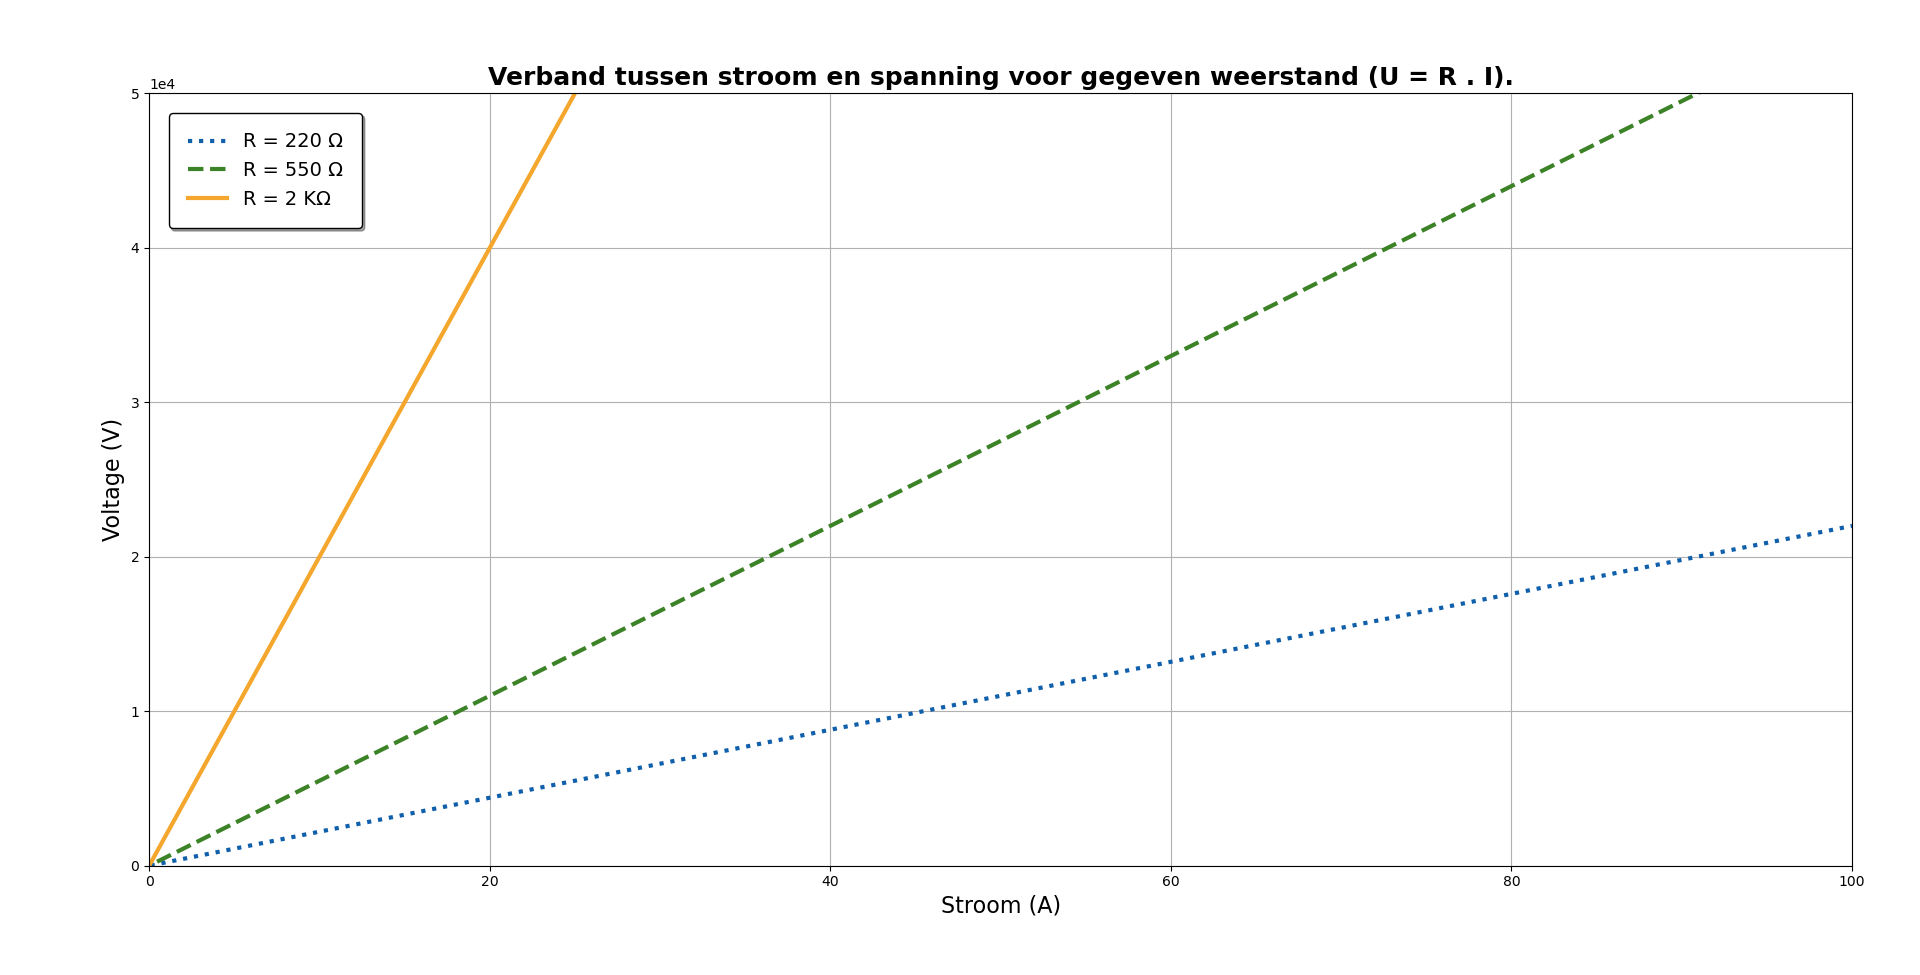 Verband tussen stroom en spanning voor gegeven weerstand (U = R . I).
1e4
5
4
3
2
1
0
Voltage (V)
R = 220 Ω
R = 550 Ω
R = 2 KΩ
0 20 40 60 80 100
Stroom (A)